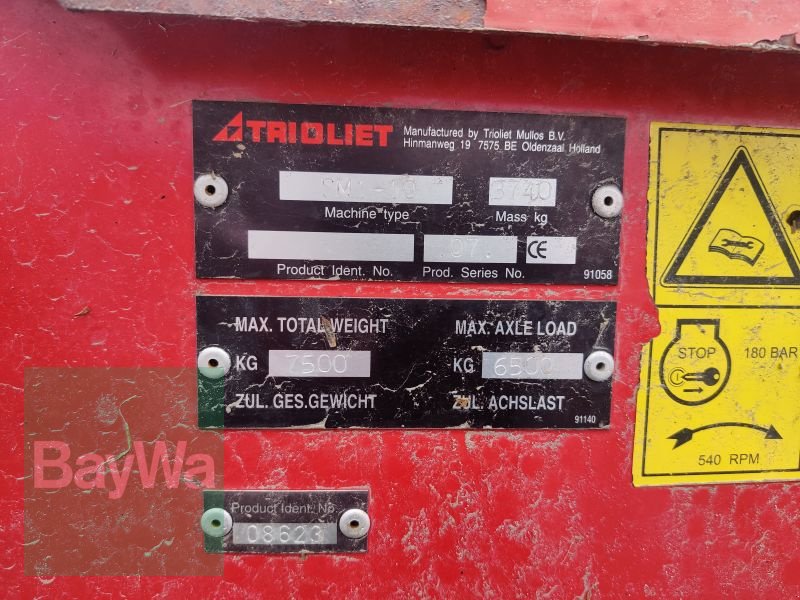 TRIOLIET
Manufactured by Trioliet Mullos B.V.
Hinmanweg 19 7575 BE Oldenzaal Holland
3740
Machine type
Mass kg
07
CE
Product Ident. No.
Prod. Series No.
91058
MAX. TOTAL WEIGHT
MAX. AXLE LOAD
KG 7500
KG 6500
ZUL. GES.GEWICHT
ZUL. ACHSLAST
91140
STOP
180 BAR
540 RPM
BayWa
Product Ident. No.
08623